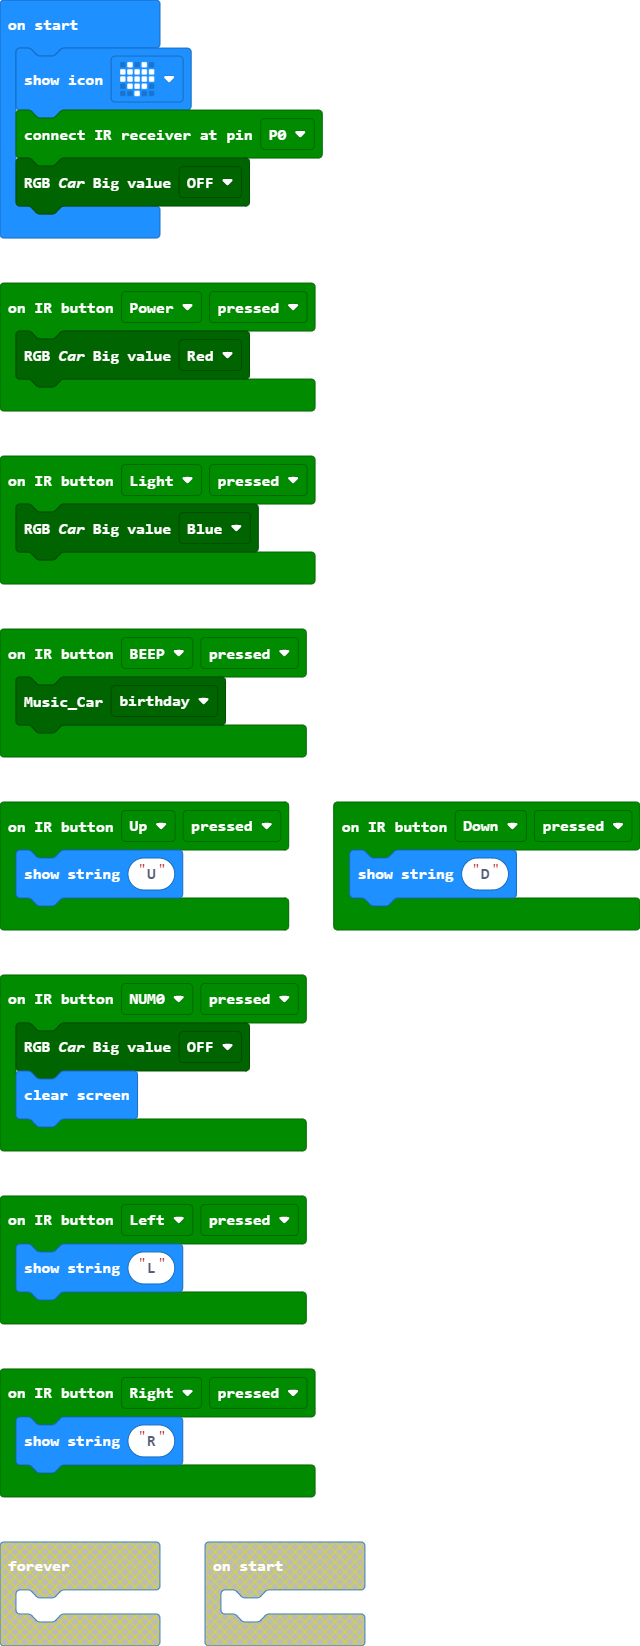 on start
show icon
connect IR receiver at pin P0
RGB Car Big value OFF
on IR button Power pressed
RGB Car Big value Red
on IR button Light pressed
RGB Car Big value Blue
on IR button BEEP pressed
Music_Car birthday
on IR button Up pressed
show string "U"
on IR button Down pressed
show string "D"
on IR button NUM0 pressed
RGB Car Big value OFF
clear screen
on IR button Left pressed
show string "L"
on IR button Right pressed
show string "R"
forever
on start